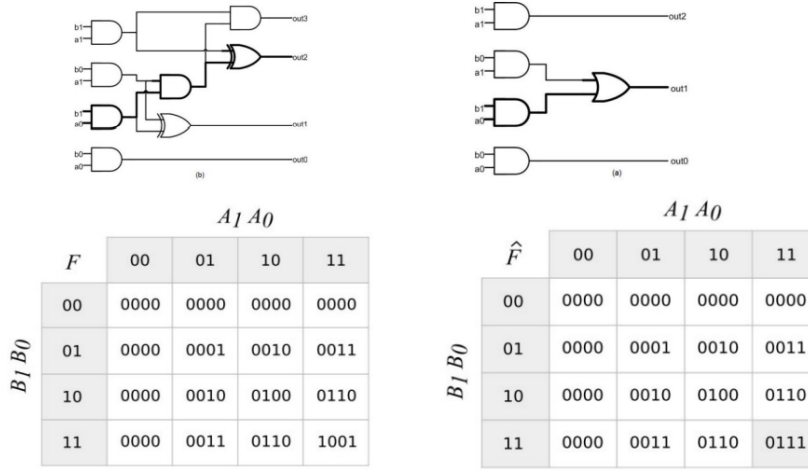 b1
a1
b0
a1
b1
a0
b0
a0
out3
out2
out1
out0
(b)
b1
a1
b0
a1
b1
a0
b0
a0
out2
out1
out0
(a)
A1 A0
F 00 01 10 11
B1 B0
00 0000 0000 0000 0000
01 0000 0001 0010 0011
10 0000 0010 0100 0110
11 0000 0011 0110 1001
A1 A0
F̂ 00 01 10 11
B1 B0
00 0000 0000 0000 0000
01 0000 0001 0010 0011
10 0000 0010 0100 0110
11 0000 0011 0110 0111